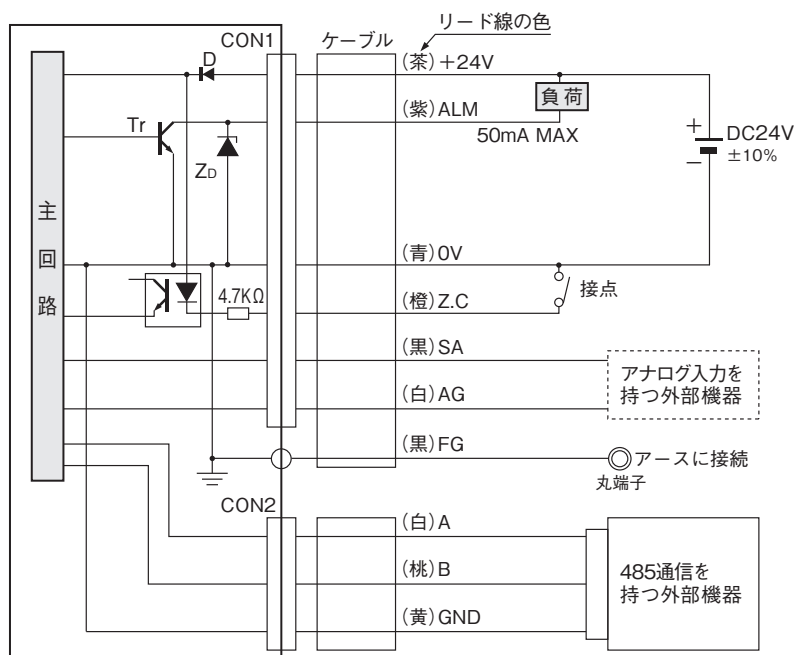 リード線の色
CON1
ケーブル
D
(茶)+24V
負荷
(紫)ALM
Tr
50mA MAX
+
DC24V
±10%
−
ZD
主回路
(青)0V
4.7KΩ
接点
(橙)Z.C
(黒)SA
アナログ入力を
持つ外部機器
(白)AG
(黒)FG
アースに接続
丸端子
CON2
(白)A
(桃)B
485通信を
持つ外部機器
(黄)GND